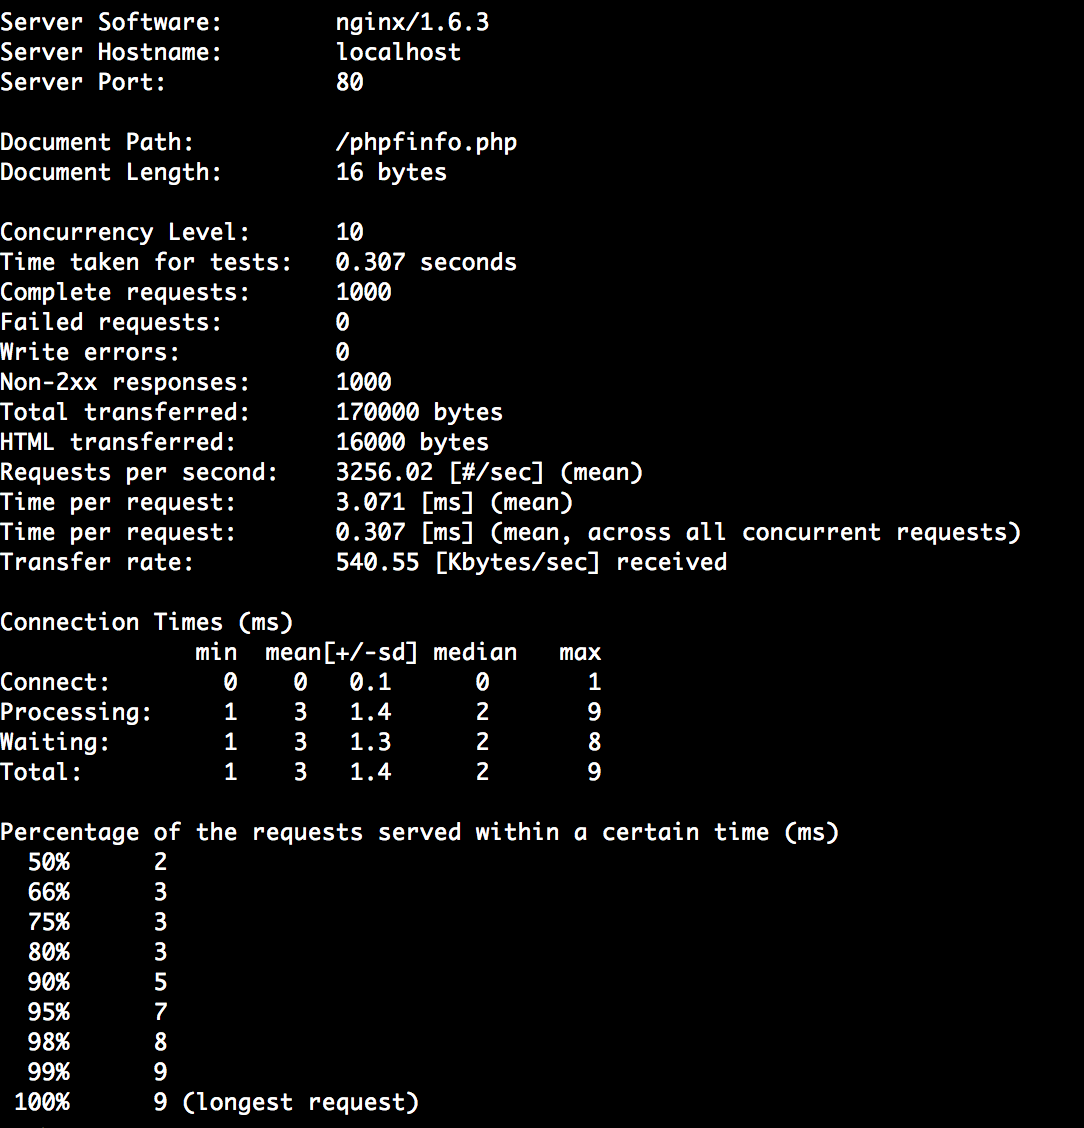 Server Software:        nginx/1.6.3
Server Hostname:        localhost
Server Port:            80

Document Path:          /phpfinfo.php
Document Length:        16 bytes

Concurrency Level:      10
Time taken for tests:   0.307 seconds
Complete requests:      1000
Failed requests:        0
Write errors:           0
Non-2xx responses:      1000
Total transferred:      170000 bytes
HTML transferred:       16000 bytes
Requests per second:    3256.02 [#/sec] (mean)
Time per request:       3.071 [ms] (mean)
Time per request:       0.307 [ms] (mean, across all concurrent requests)
Transfer rate:          540.55 [Kbytes/sec] received

Connection Times (ms)
              min  mean[+/-sd] median   max
Connect:        0    0   0.1      0       1
Processing:     1    3   1.4      2       9
Waiting:        1    3   1.3      2       8
Total:          1    3   1.4      2       9

Percentage of the requests served within a certain time (ms)
  50%      2
  66%      3
  75%      3
  80%      3
  90%      5
  95%      7
  98%      8
  99%      9
 100%      9 (longest request)